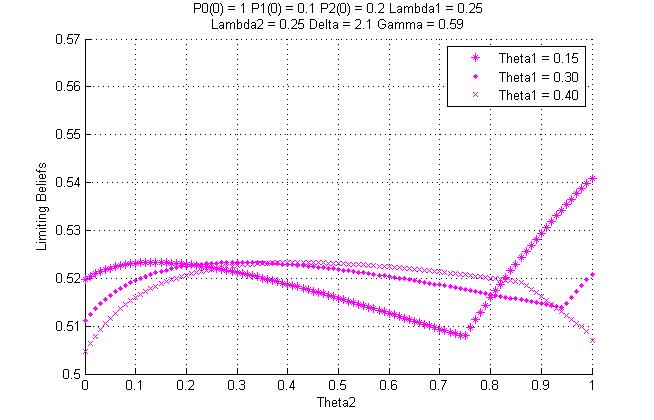 P0(0) = 1 P1(0) = 0.1 P2(0) = 0.2 Lambda1 = 0.25
Lambda2 = 0.25 Delta = 2.1 Gamma = 0.59
0.57
0.56
0.55
0.54
0.53
0.52
0.51
0.5
Limiting Beliefs
Theta1 = 0.15
Theta1 = 0.30
Theta1 = 0.40
0 0.1 0.2 0.3 0.4 0.5 0.6 0.7 0.8 0.9 1
Theta2